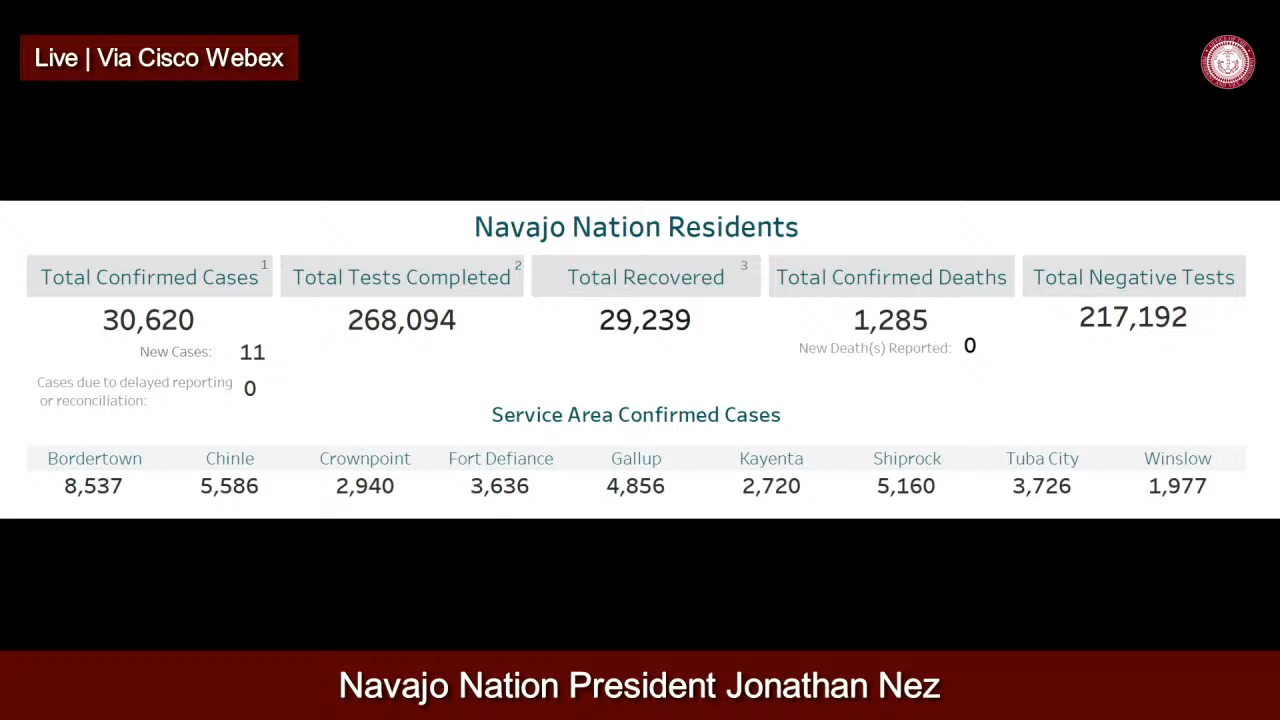 Live | Via Cisco Webex
Navajo Nation Residents
Total Confirmed Cases 1
Total Tests Completed 2
Total Recovered 3
Total Confirmed Deaths
Total Negative Tests
30,620
268,094
29,239
1,285
217,192
New Cases: 11
New Death(s) Reported: 0
Cases due to delayed reporting
or reconciliation: 0
Service Area Confirmed Cases
Bordertown Chinle Crownpoint Fort Defiance Gallup Kayenta Shiprock Tuba City Winslow
8,537 5,586 2,940 3,636 4,856 2,720 5,160 3,726 1,977
Navajo Nation President Jonathan Nez